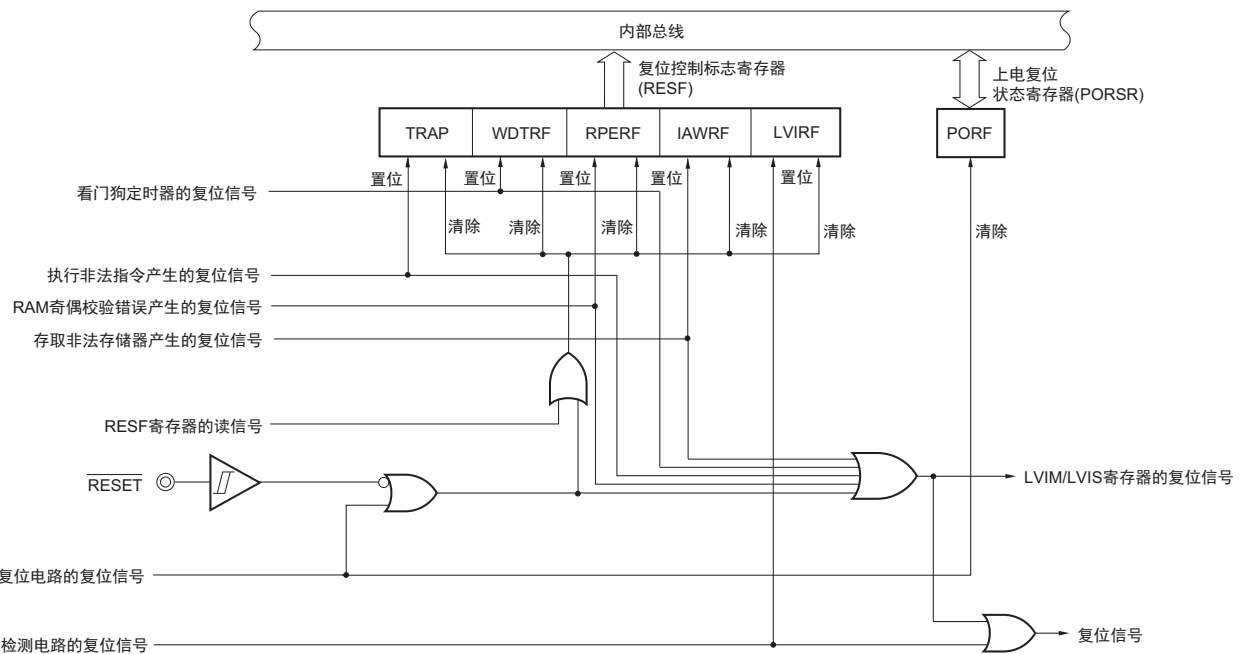 内部总线
复位控制标志寄存器
(RESF)
上电复位
状态寄存器(PORSR)
TRAP WDTRF RPERF IAWRF LVIRF PORF
置位 置位 置位 置位 置位
看门狗定时器的复位信号
清除 清除 清除 清除 清除 清除
执行非法指令产生的复位信号
RAM奇偶校验错误产生的复位信号
存取非法存储器产生的复位信号
RESF寄存器的读信号
RESET
LVIM/LVIS寄存器的复位信号
复位电路的复位信号
检测电路的复位信号
复位信号